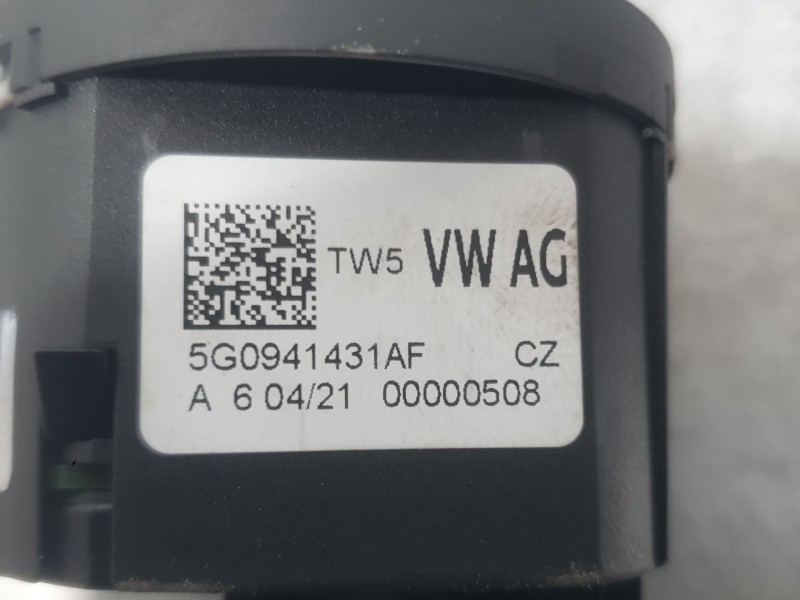 TW5 VW AG
5G0941431AF CZ
A 6 04/21 00000508